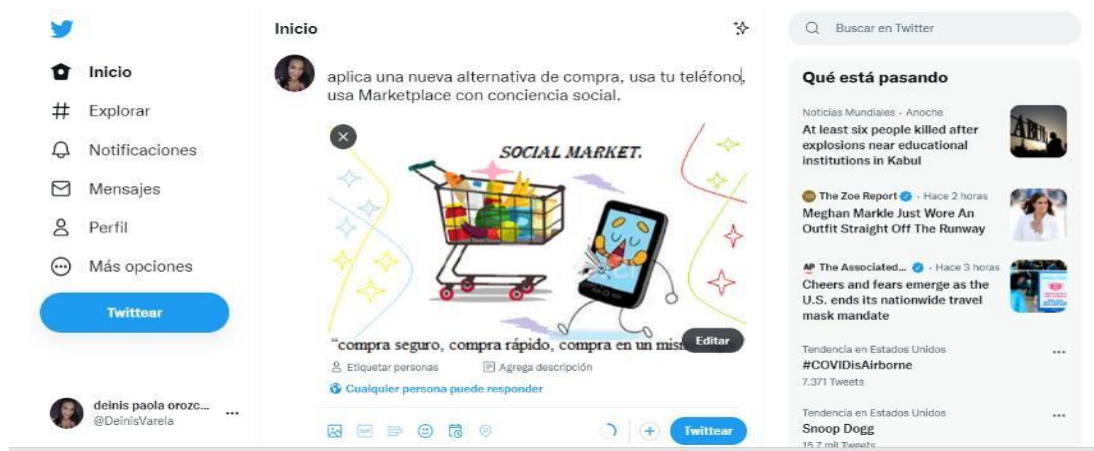 Inicio
Explorar
Notificaciones
Mensajes
Perfil
Más opciones
Twittear
deinis paola orozc...
@DeinisVarela
Inicio
aplica una nueva alternativa de compra, usa tu teléfono,
usa Marketplace con conciencia social.
SOCIAL MARKET.
"compra seguro, compra rápido, compra en un mis
Editar
Etiquetar personas
Agrega descripción
Cualquier persona puede responder
GIF
Twittear
Buscar en Twitter
Qué está pasando
Noticias Mundiales · Anoche
At least six people killed after
explosions near educational
institutions in Kabul
The Zoe Report · Hace 2 horas
Meghan Markle Just Wore An
Outfit Straight Off The Runway
AP The Associated... · Hace 3 horas
Cheers and fears emerge as the
U.S. ends its nationwide travel
mask mandate
Tendencia en Estados Unidos
#COVIDisAirborne
7.371 Tweets
Tendencia en Estados Unidos
Snoop Dogg
15,7 mil Tweets